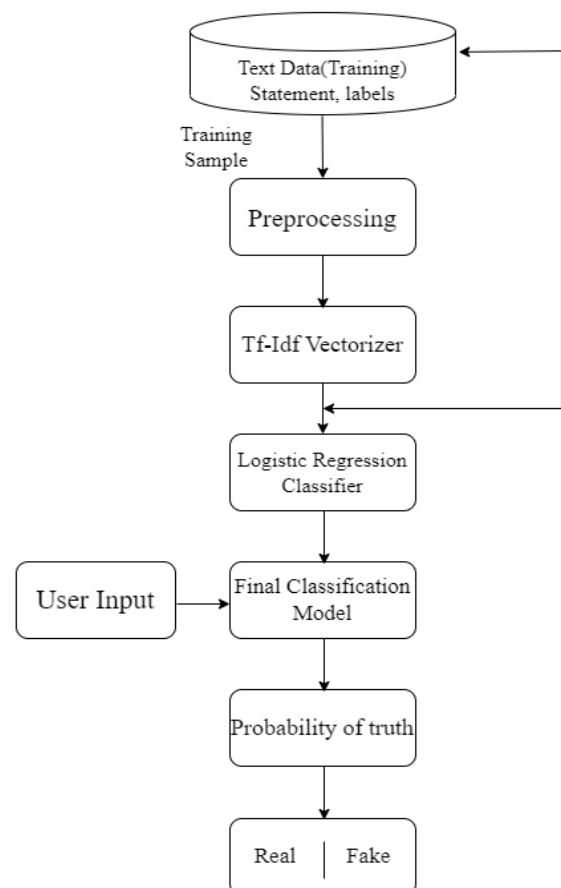 Text Data(Training)
Statement, labels
Training
Sample
Preprocessing
Tf-Idf Vectorizer
Logistic Regression
Classifier
User Input
Final Classification
Model
Probability of truth
Real | Fake